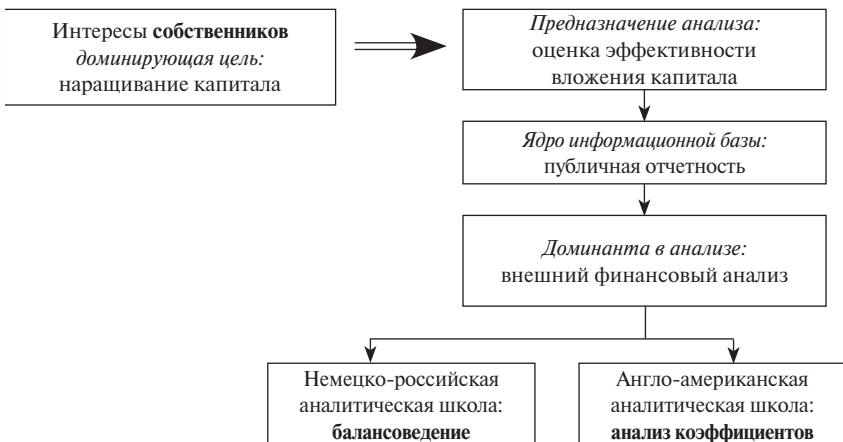 Интересы собственников
доминирующая цель:
наращивание капитала
Предназначение анализа:
оценка эффективности
вложения капитала
Ядро информационной базы:
публичная отчетность
Доминанта в анализе:
внешний финансовый анализ
Немецко-российская
аналитическая школа:
балансоведение
Англо-американская
аналитическая школа:
анализ коэффициентов